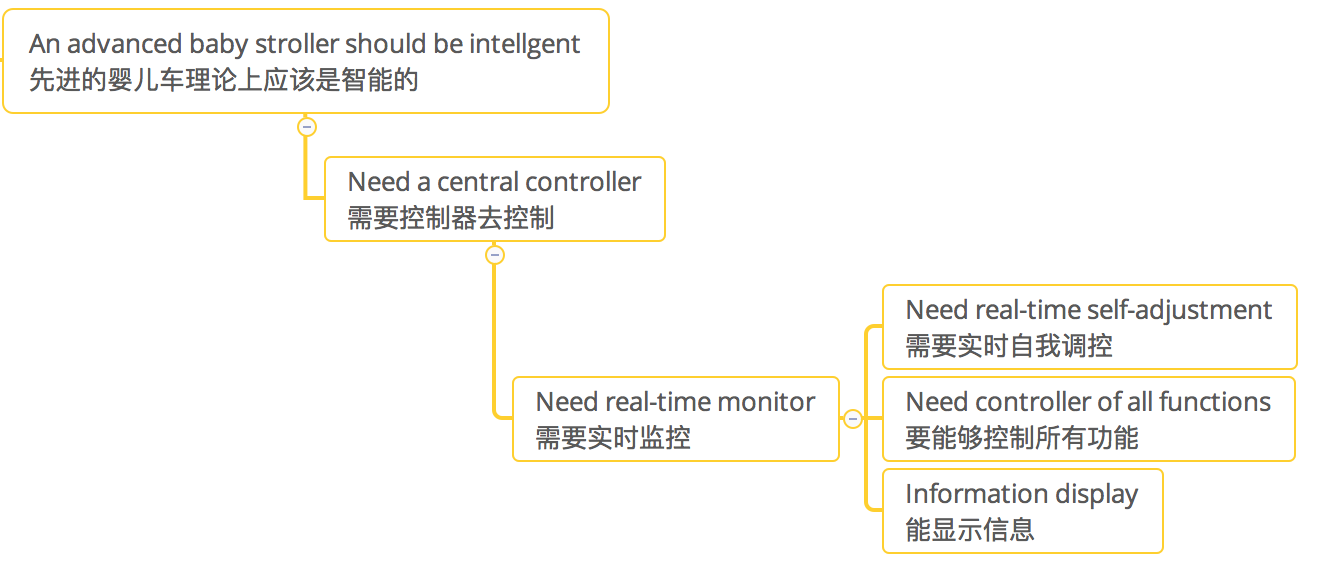 An advanced baby stroller should be intellgent
先进的婴儿车理论上应该是智能的
Need a central controller
需要控制器去控制
Need real-time monitor
需要实时监控
Need real-time self-adjustment
需要实时自我调控
Need controller of all functions
要能够控制所有功能
Information display
能显示信息